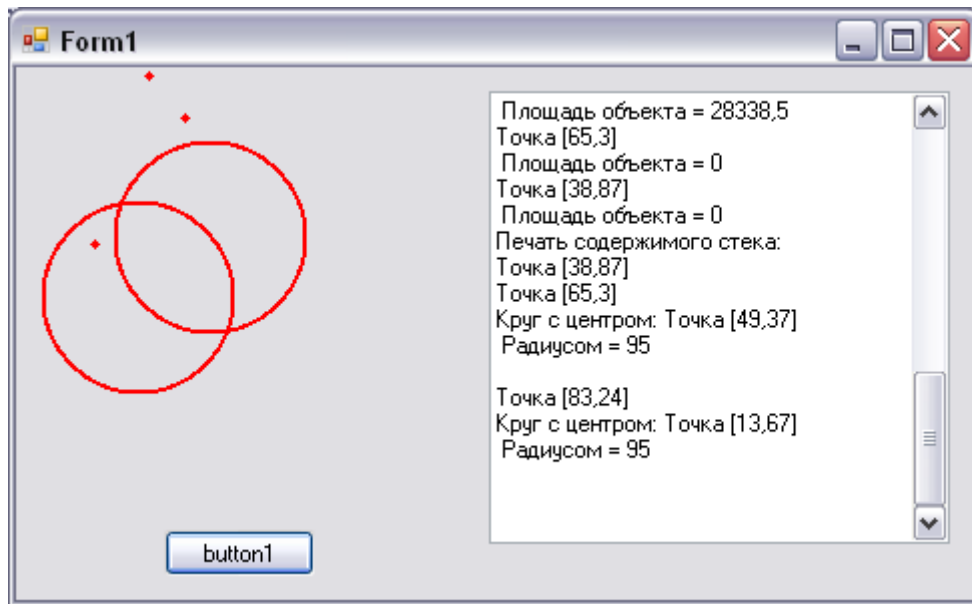 Form1
Площадь объекта = 28338,5
Точка [65,3]
Площадь объекта = 0
Точка [38,87]
Площадь объекта = 0
Печать содержимого стека:
Точка [38,87]
Точка [65,3]
Круг с центром: Точка [49,37]
Радиусом = 95
Точка [83,24]
Круг с центром: Точка [13,67]
Радиусом = 95
button1